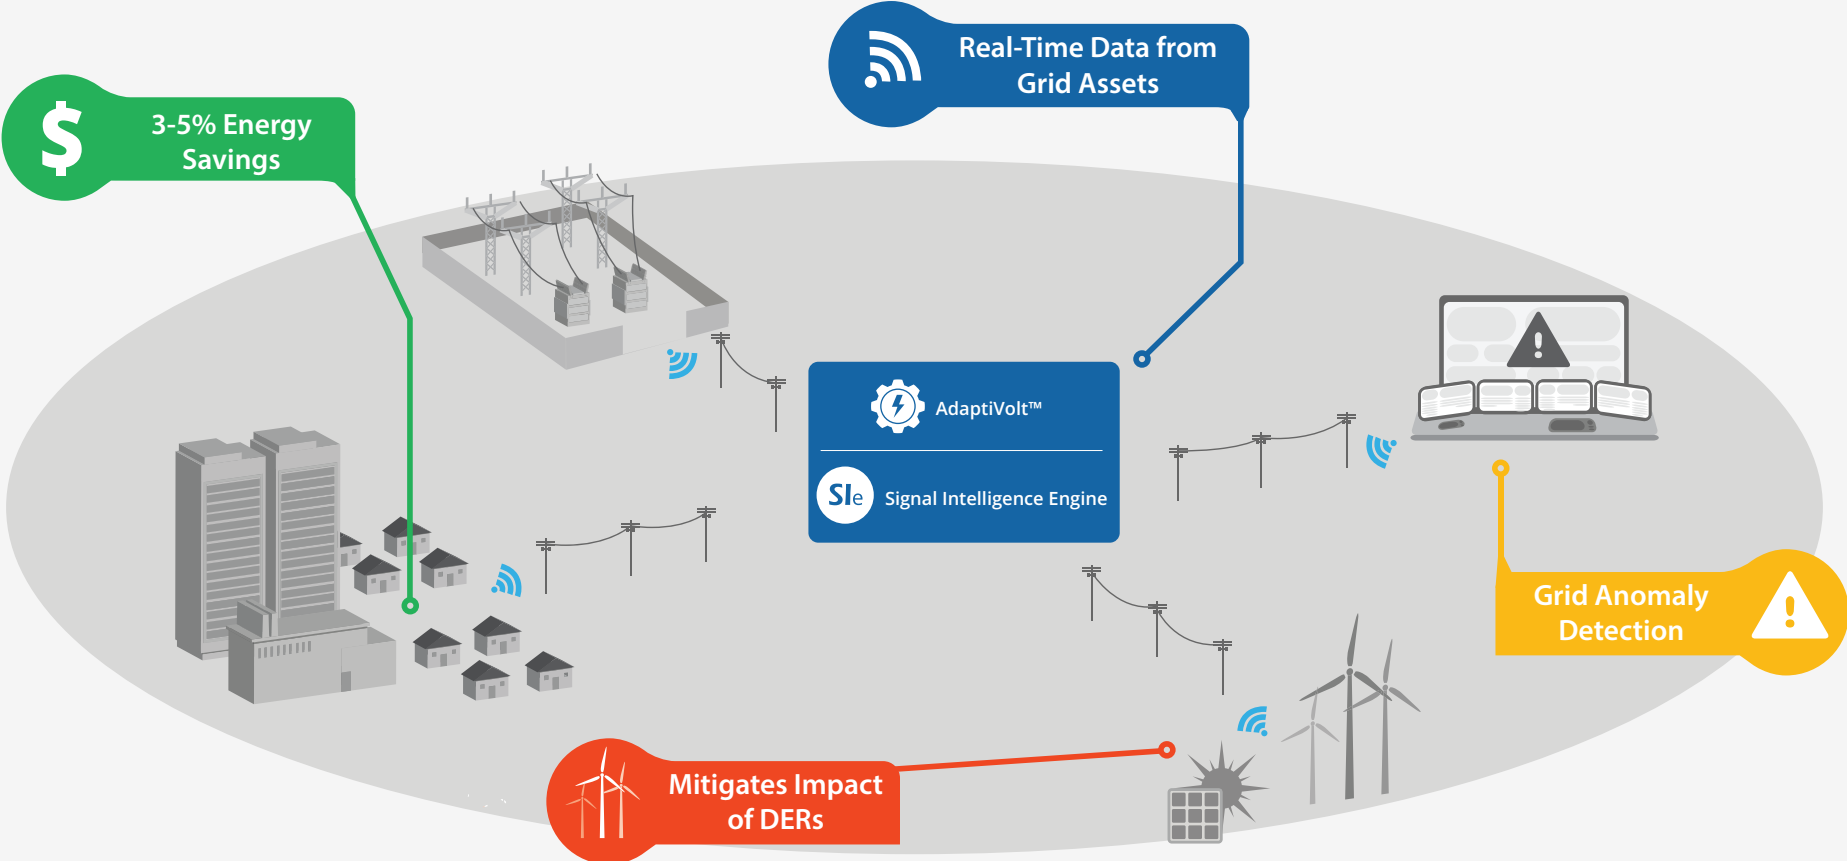 Real-Time Data from
Grid Assets
3-5% Energy
Savings
AdaptiVolt™
SIe
Signal Intelligence Engine
Grid Anomaly
Detection
Mitigates Impact
of DERs